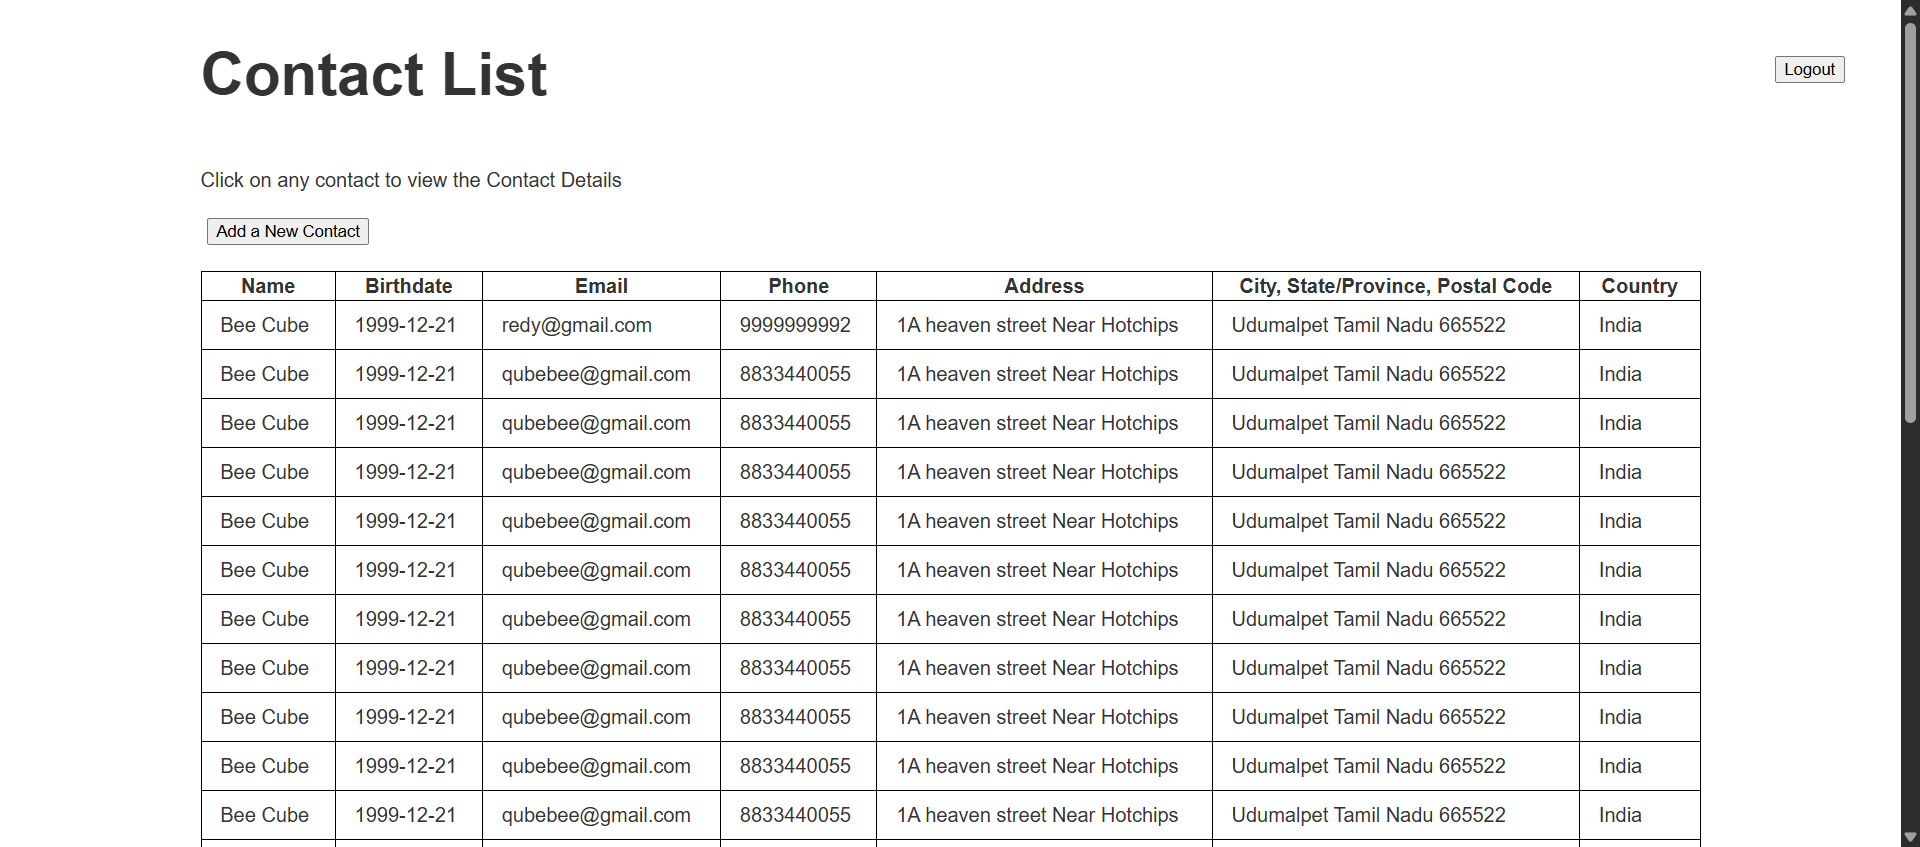 Contact List
Logout
Click on any contact to view the Contact Details
Add a New Contact
Name Birthdate Email Phone Address City, State/Province, Postal Code Country
Bee Cube 1999-12-21 redy@gmail.com 9999999992 1A heaven street Near Hotchips Udumalpet Tamil Nadu 665522 India
Bee Cube 1999-12-21 qubebee@gmail.com 8833440055 1A heaven street Near Hotchips Udumalpet Tamil Nadu 665522 India
Bee Cube 1999-12-21 qubebee@gmail.com 8833440055 1A heaven street Near Hotchips Udumalpet Tamil Nadu 665522 India
Bee Cube 1999-12-21 qubebee@gmail.com 8833440055 1A heaven street Near Hotchips Udumalpet Tamil Nadu 665522 India
Bee Cube 1999-12-21 qubebee@gmail.com 8833440055 1A heaven street Near Hotchips Udumalpet Tamil Nadu 665522 India
Bee Cube 1999-12-21 qubebee@gmail.com 8833440055 1A heaven street Near Hotchips Udumalpet Tamil Nadu 665522 India
Bee Cube 1999-12-21 qubebee@gmail.com 8833440055 1A heaven street Near Hotchips Udumalpet Tamil Nadu 665522 India
Bee Cube 1999-12-21 qubebee@gmail.com 8833440055 1A heaven street Near Hotchips Udumalpet Tamil Nadu 665522 India
Bee Cube 1999-12-21 qubebee@gmail.com 8833440055 1A heaven street Near Hotchips Udumalpet Tamil Nadu 665522 India
Bee Cube 1999-12-21 qubebee@gmail.com 8833440055 1A heaven street Near Hotchips Udumalpet Tamil Nadu 665522 India
Bee Cube 1999-12-21 qubebee@gmail.com 8833440055 1A heaven street Near Hotchips Udumalpet Tamil Nadu 665522 India